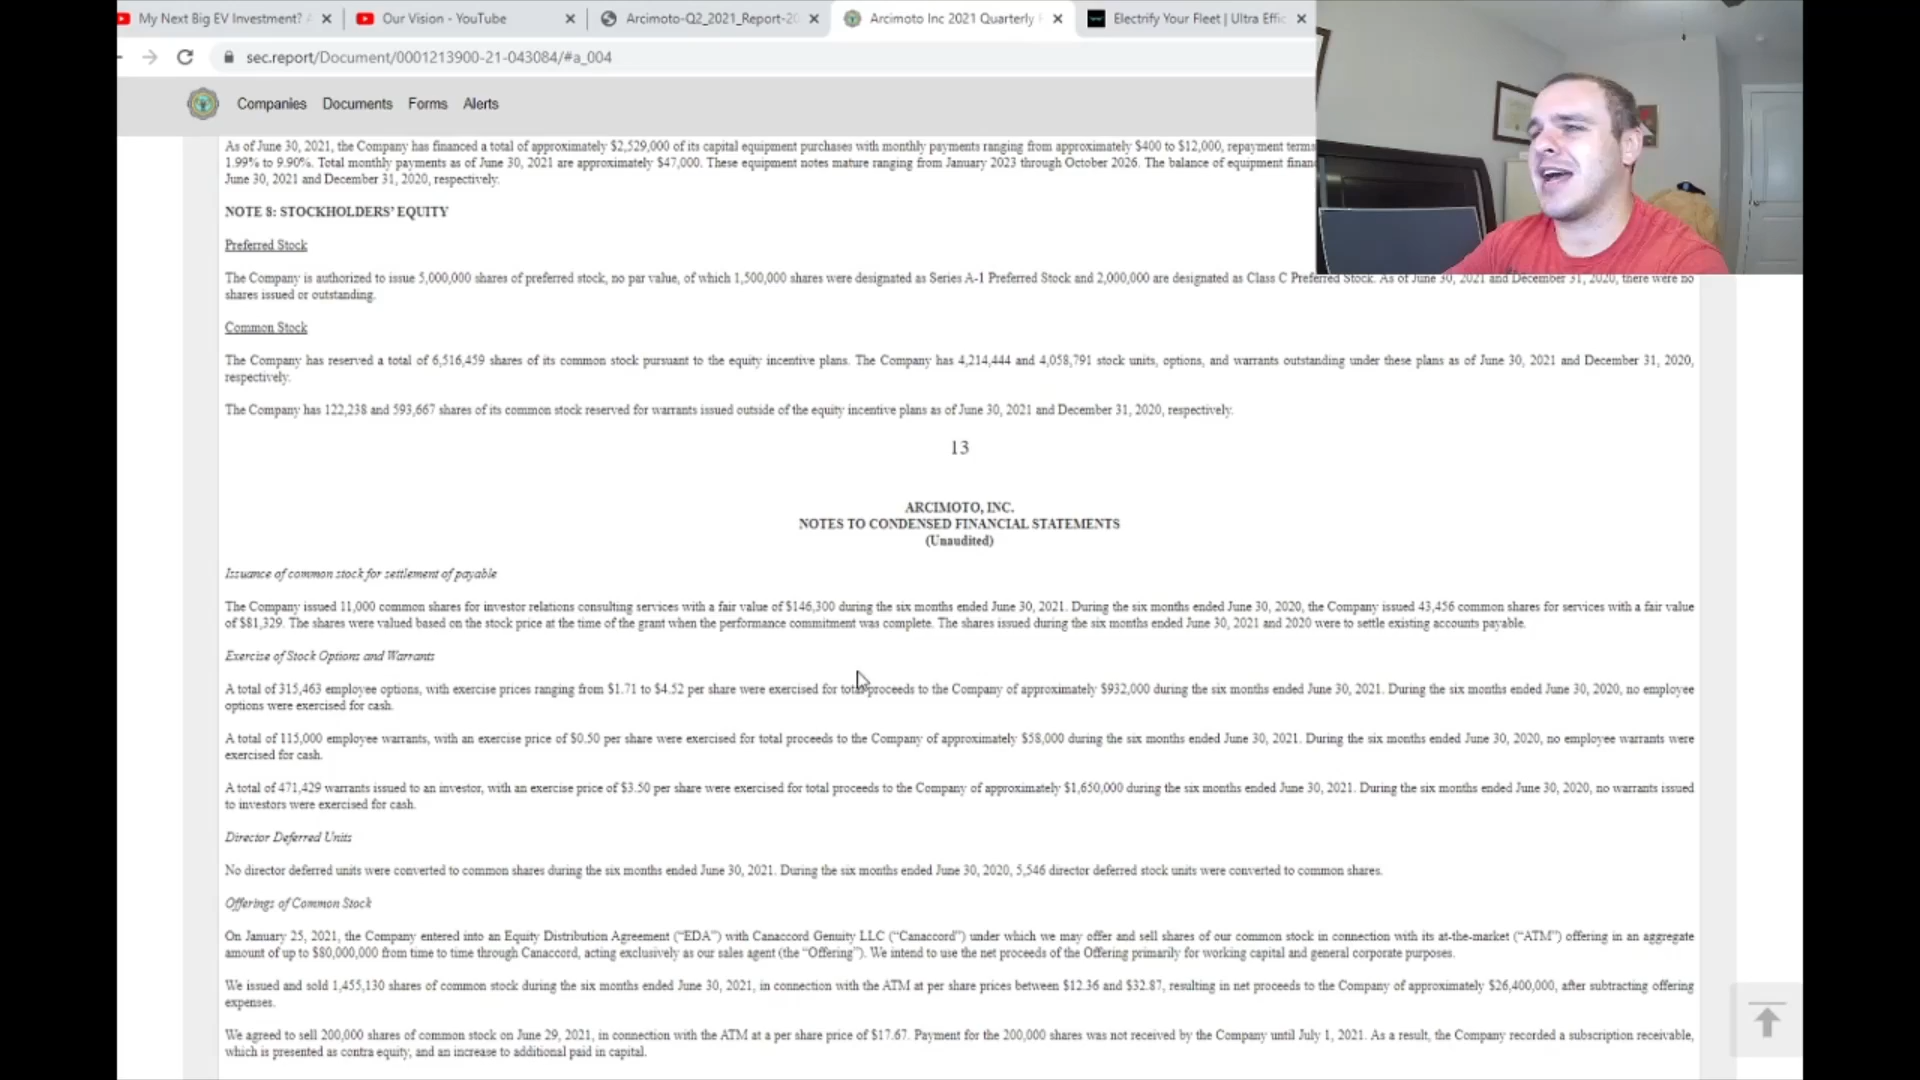 My Next Big EV Investment?
Our Vision - YouTube
Arcimoto-Q2_2021_Report-20
Arcimoto Inc 2021 Quarterly
Electrify Your Fleet | Ultra Effic
sec.report/Document/0001213900-21-043084/#a_004
Companies Documents Forms Alerts
As of June 30, 2021, the Company has financed a total of approximately $2,529,000 of its capital equipment purchases with monthly payments ranging from approximately $400 to $12,000, repayment terms
1.99% to 9.90%. Total monthly payments as of June 30, 2021 are approximately $47,000. These equipment notes mature ranging from January 2023 through October 2026. The balance of equipment finan
June 30, 2021 and December 31, 2020, respectively.
NOTE 8: STOCKHOLDERS' EQUITY
Preferred Stock
The Company is authorized to issue 5,000,000 shares of preferred stock, no par value, of which 1,500,000 shares were designated as Series A-1 Preferred Stock and 2,000,000 are designated as Class C Preferred Stock. As of June 30, 2021 and December 31, 2020, there were no
shares issued or outstanding.
Common Stock
The Company has reserved a total of 6,516,459 shares of its common stock pursuant to the equity incentive plans. The Company has 4,214,444 and 4,058,791 stock units, options, and warrants outstanding under these plans as of June 30, 2021 and December 31, 2020,
respectively.
The Company has 122,238 and 593,667 shares of its common stock reserved for warrants issued outside of the equity incentive plans as of June 30, 2021 and December 31, 2020, respectively.
13
ARCIMOTO, INC.
NOTES TO CONDENSED FINANCIAL STATEMENTS
(Unaudited)
Issuance of common stock for settlement of payable
The Company issued 11,000 common shares for investor relations consulting services with a fair value of $146,300 during the six months ended June 30, 2021. During the six months ended June 30, 2020, the Company issued 43,456 common shares for services with a fair value
of $81,329. The shares were valued based on the stock price at the time of the grant when the performance commitment was complete. The shares issued during the six months ended June 30, 2021 and 2020 were to settle existing accounts payable.
Exercise of Stock Options and Warrants
A total of 315,463 employee options, with exercise prices ranging from $1.71 to $4.52 per share were exercised for total proceeds to the Company of approximately $932,000 during the six months ended June 30, 2021. During the six months ended June 30, 2020, no employee
options were exercised for cash.
A total of 115,000 employee warrants, with an exercise price of $0.50 per share were exercised for total proceeds to the Company of approximately $58,000 during the six months ended June 30, 2021. During the six months ended June 30, 2020, no employee warrants were
exercised for cash.
A total of 471,429 warrants issued to an investor, with an exercise price of $3.50 per share were exercised for total proceeds to the Company of approximately $1,650,000 during the six months ended June 30, 2021. During the six months ended June 30, 2020, no warrants issued
to investors were exercised for cash.
Director Deferred Units
No director deferred units were converted to common shares during the six months ended June 30, 2021. During the six months ended June 30, 2020, 5,546 director deferred stock units were converted to common shares.
Offerings of Common Stock
On January 25, 2021, the Company entered into an Equity Distribution Agreement ("EDA") with Canaccord Genuity LLC ("Canaccord") under which we may offer and sell shares of our common stock in connection with its at-the-market ("ATM") offering in an aggregate
amount of up to $80,000,000 from time to time through Canaccord, acting exclusively as our sales agent (the "Offering"). We intend to use the net proceeds of the Offering primarily for working capital and general corporate purposes.
We issued and sold 1,455,130 shares of common stock during the six months ended June 30, 2021, in connection with the ATM at per share prices between $12.36 and $32.87, resulting in net proceeds to the Company of approximately $26,400,000, after subtracting offering
expenses.
We agreed to sell 200,000 shares of common stock on June 29, 2021, in connection with the ATM at a per share price of $17.67. Payment for the 200,000 shares was not received by the Company until July 1, 2021. As a result, the Company recorded a subscription receivable,
which is presented as contra equity, and an increase to additional paid in capital.